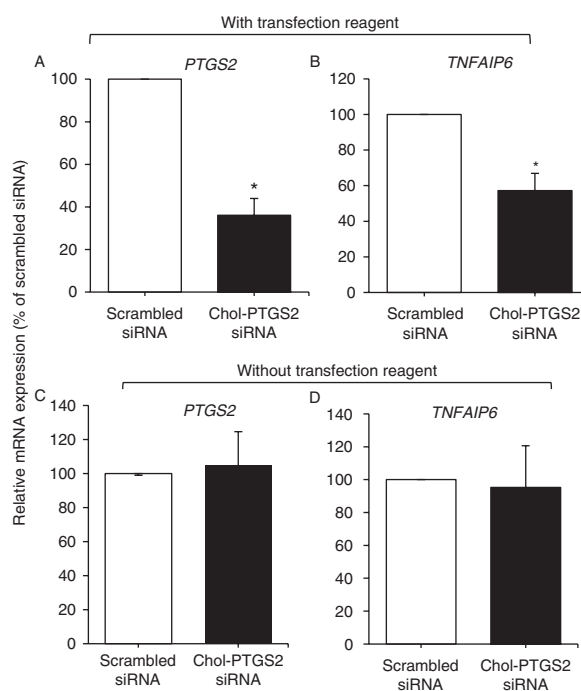 With transfection reagent
A
PTGS2
100
80
60
40
20
0
*
Scrambled
siRNA
Chol-PTGS2
siRNA
B
TNFAIP6
120
100
80
60
40
20
0
*
Scrambled
siRNA
Chol-PTGS2
siRNA
Relative mRNA expression (% of scrambled siRNA)
Without transfection reagent
C
PTGS2
140
120
100
80
60
40
20
0
Scrambled
siRNA
Chol-PTGS2
siRNA
D
TNFAIP6
140
120
100
80
60
40
20
0
Scrambled
siRNA
Chol-PTGS2
siRNA